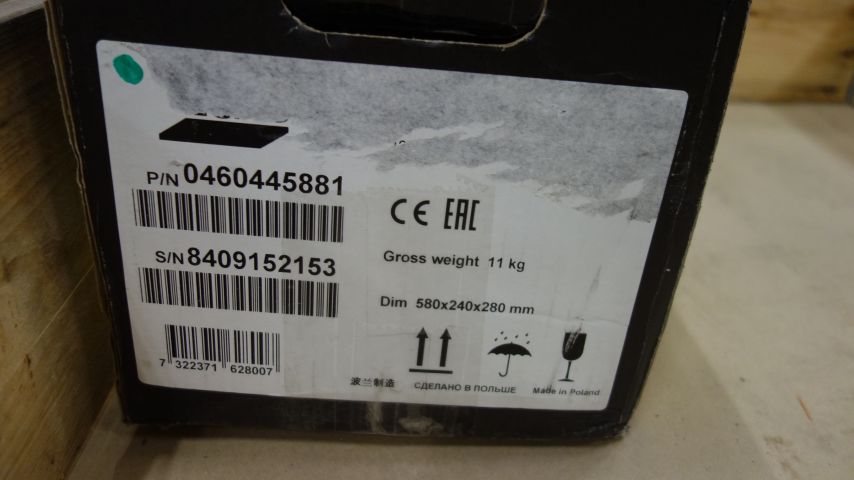 P/N 0460445881
S/N 8409152153
7 322371 628007
CE EAC
Gross weight 11 kg
Dim 580x240x280 mm
波兰制造
СДЕЛАНО В ПОЛЬШЕ
Made in Poland